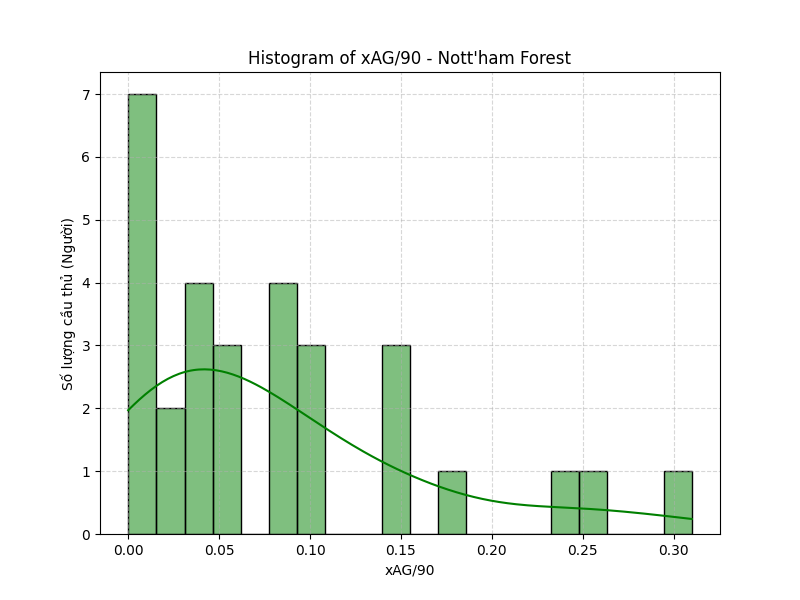 Histogram of xAG/90 - Nott'ham Forest
Số lượng cầu thủ (Người)
7
6
5
4
3
2
1
0
0.00 0.05 0.10 0.15 0.20 0.25 0.30
xAG/90